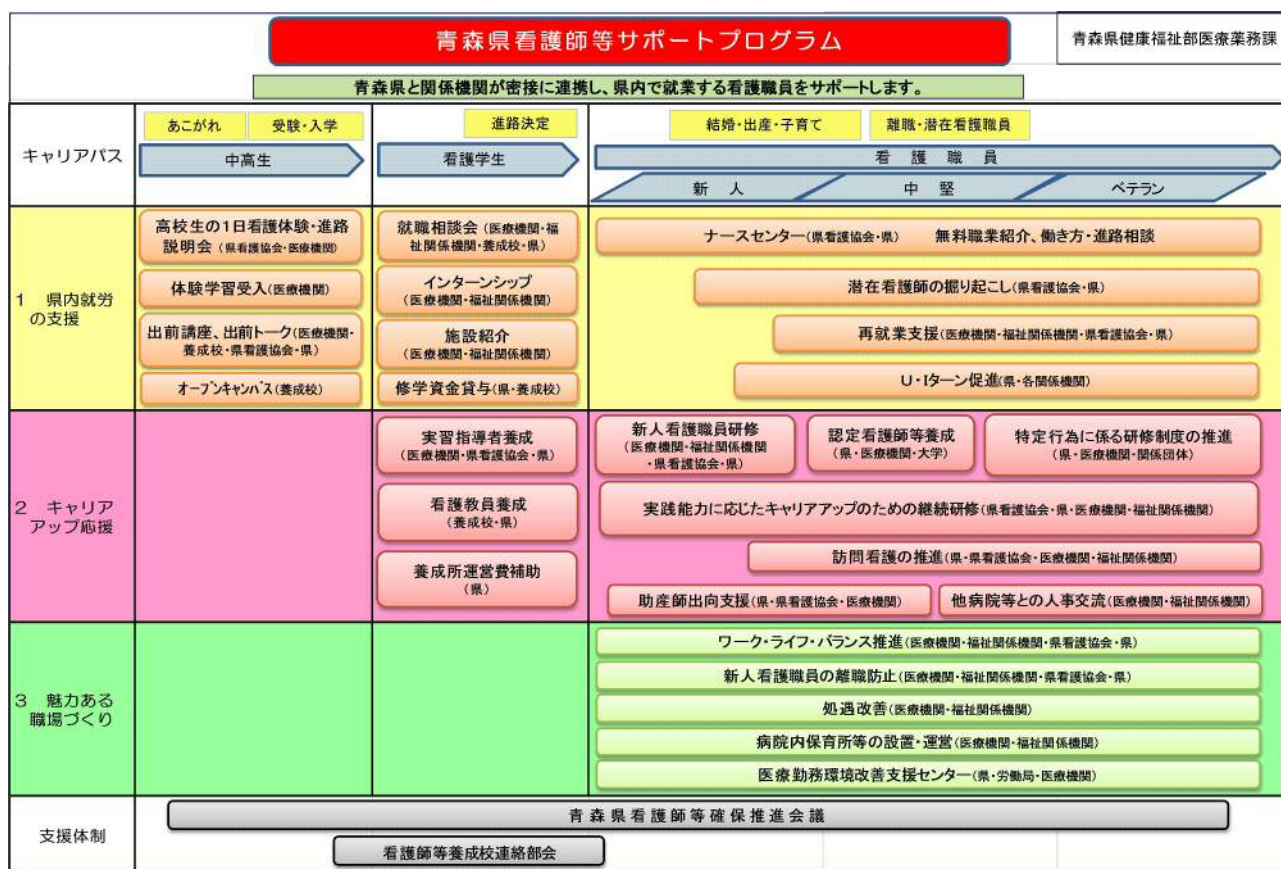 青森県看護師等サポートプログラム
青森県健康福祉部医療薬務課
青森県と関係機関が密接に連携し、県内で就業する看護職員をサポートします。
キャリアパス
あこがれ
受験・入学
中高生
進路決定
看護学生
結婚・出産・子育て
離職・潜在看護職員
看護職員
新人
中堅
ベテラン
1 県内就労
の支援
高校生の1日看護体験・進路
説明会(県看護協会・医療機関)
体験学習受入(医療機関)
出前講座、出前トーク(医療機関・
養成校・県看護協会・県)
オープンキャンパス(養成校)
就職相談会(医療機関・福
祉関係機関・養成校・県)
インターンシップ
(医療機関・福祉関係機関)
施設紹介
(医療機関・福祉関係機関)
修学資金貸与(県・養成校)
ナースセンター(県看護協会・県) 無料職業紹介、働き方・進路相談
潜在看護師の掘り起こし(県看護協会・県)
再就業支援(医療機関・福祉関係機関・県看護協会・県)
U・Iターン促進(県・各関係機関)
2 キャリア
アップ応援
実習指導者養成
(医療機関・県看護協会・県)
看護教員養成
(養成校・県)
養成所運営費補助
(県)
新人看護職員研修
(医療機関・福祉関係機関
・県看護協会・県)
認定看護師等養成
(県・医療機関・大学)
特定行為に係る研修制度の推進
(県・医療機関・関係団体)
実践能力に応じたキャリアアップのための継続研修(県看護協会・県・医療機関・福祉関係機関)
訪問看護の推進(県・県看護協会・医療機関・福祉関係機関)
助産師出向支援(県・県看護協会・医療機関)
他病院等との人事交流(医療機関・福祉関係機関)
3 魅力ある
職場づくり
ワーク・ライフ・バランス推進(医療機関・福祉関係機関・県看護協会・県)
新人看護職員の離職防止(医療機関・福祉関係機関・県看護協会・県)
処遇改善(医療機関・福祉関係機関)
病院内保育所等の設置・運営(医療機関・福祉関係機関)
医療勤務環境改善支援センター(県・労働局・医療機関)
支援体制
青森県看護師等確保推進会議
看護師等養成校連絡部会